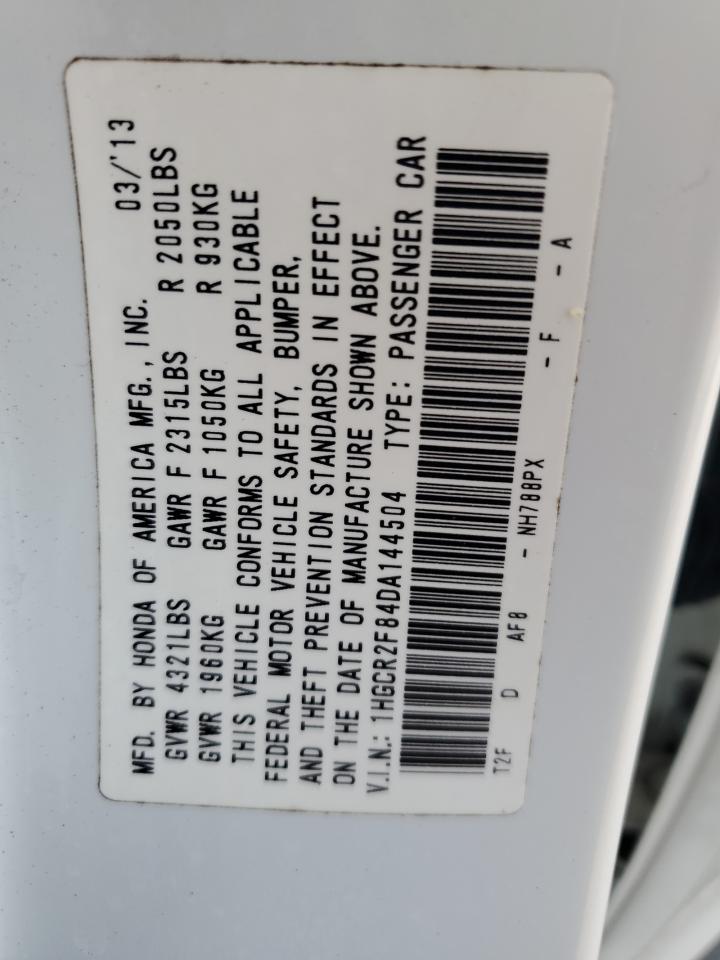 MFD. BY HONDA OF AMERICA MFG., INC. 03/'13
GVWR 4321LBS GAWR F 2315LBS R 2050LBS
GVWR 1960KG GAWR F 1050KG R 930KG
THIS VEHICLE CONFORMS TO ALL APPLICABLE
FEDERAL MOTOR VEHICLE SAFETY, BUMPER,
AND THEFT PREVENTION STANDARDS IN EFFECT
ON THE DATE OF MANUFACTURE SHOWN ABOVE.
V.I.N.: 1HGCR2F84DA144504 TYPE: PASSENGER CAR
T2F D AF8 - NH788PX - F - A